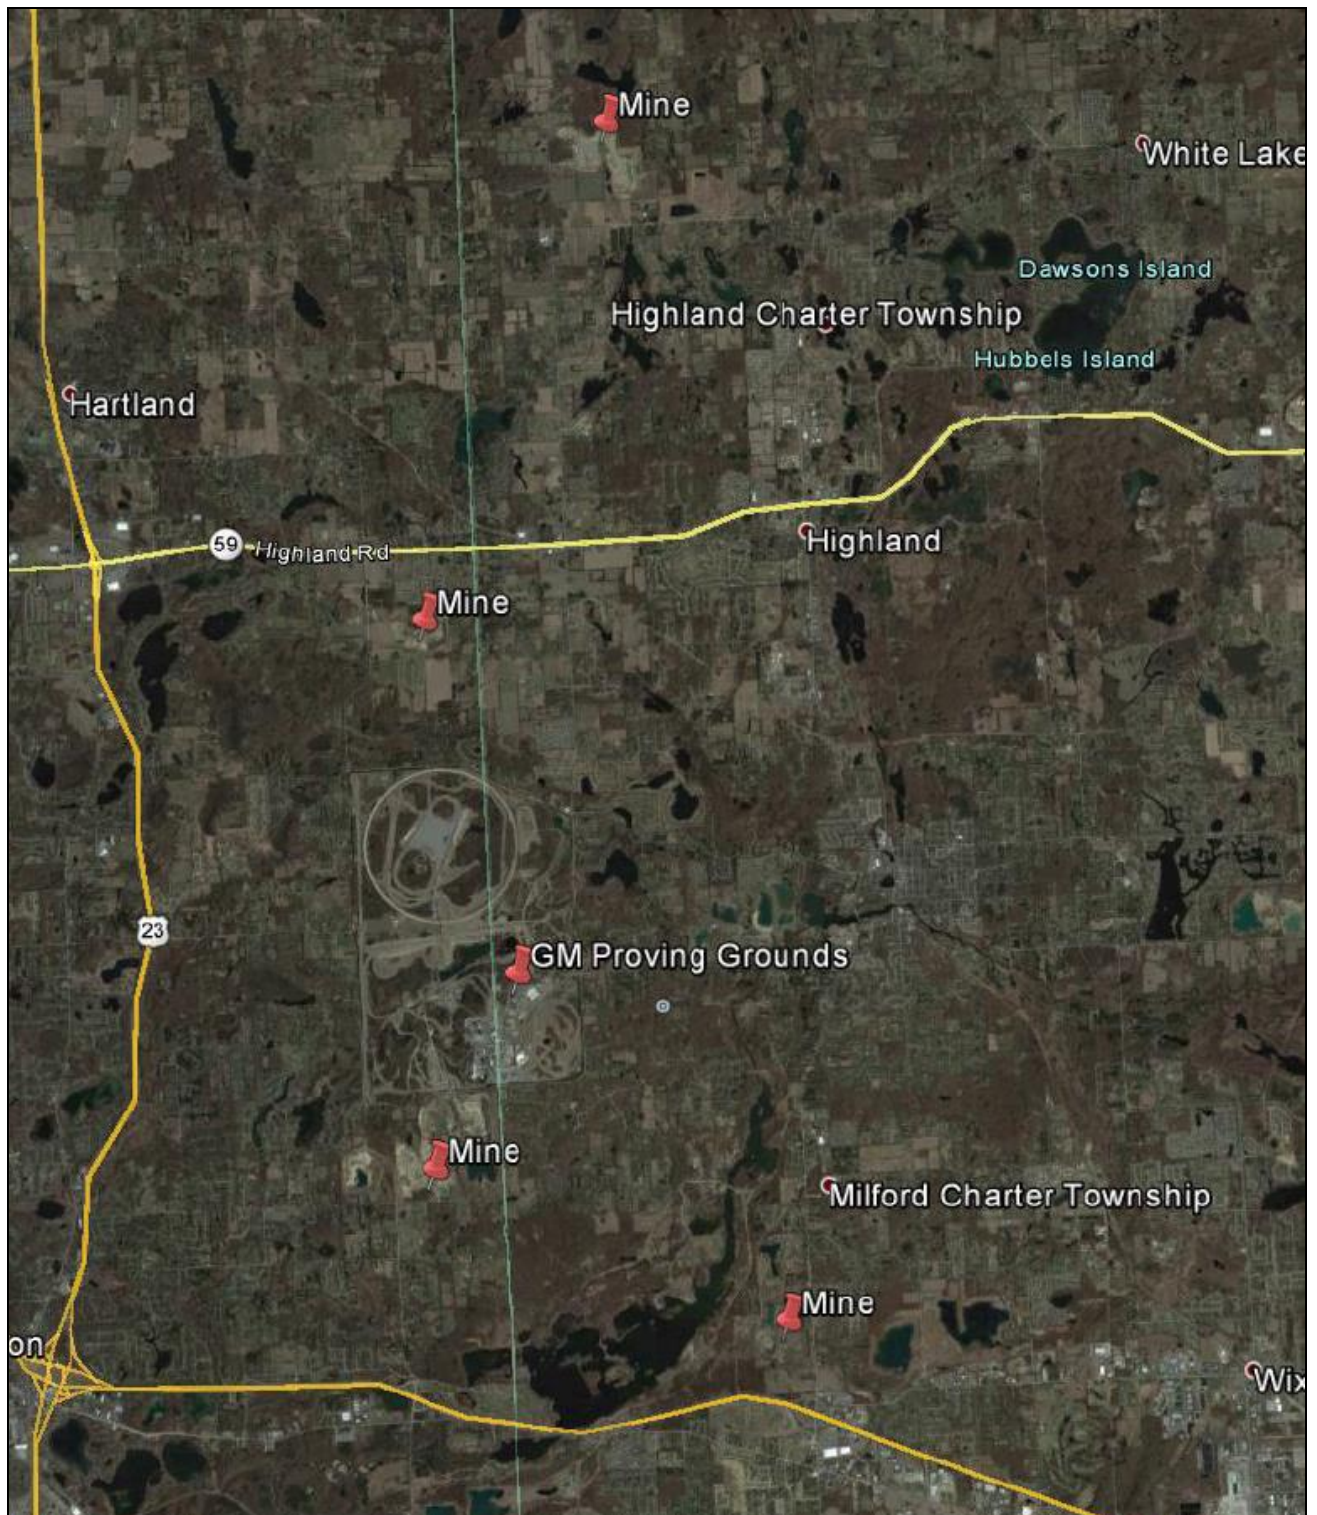 Mine
White Lake
Dawsons Island
Highland Charter Township
Hubbels Island
Hartland
59
Highland Rd
Highland
Mine
23
GM Proving Grounds
Mine
Milford Charter Township
Mine
on
Wix